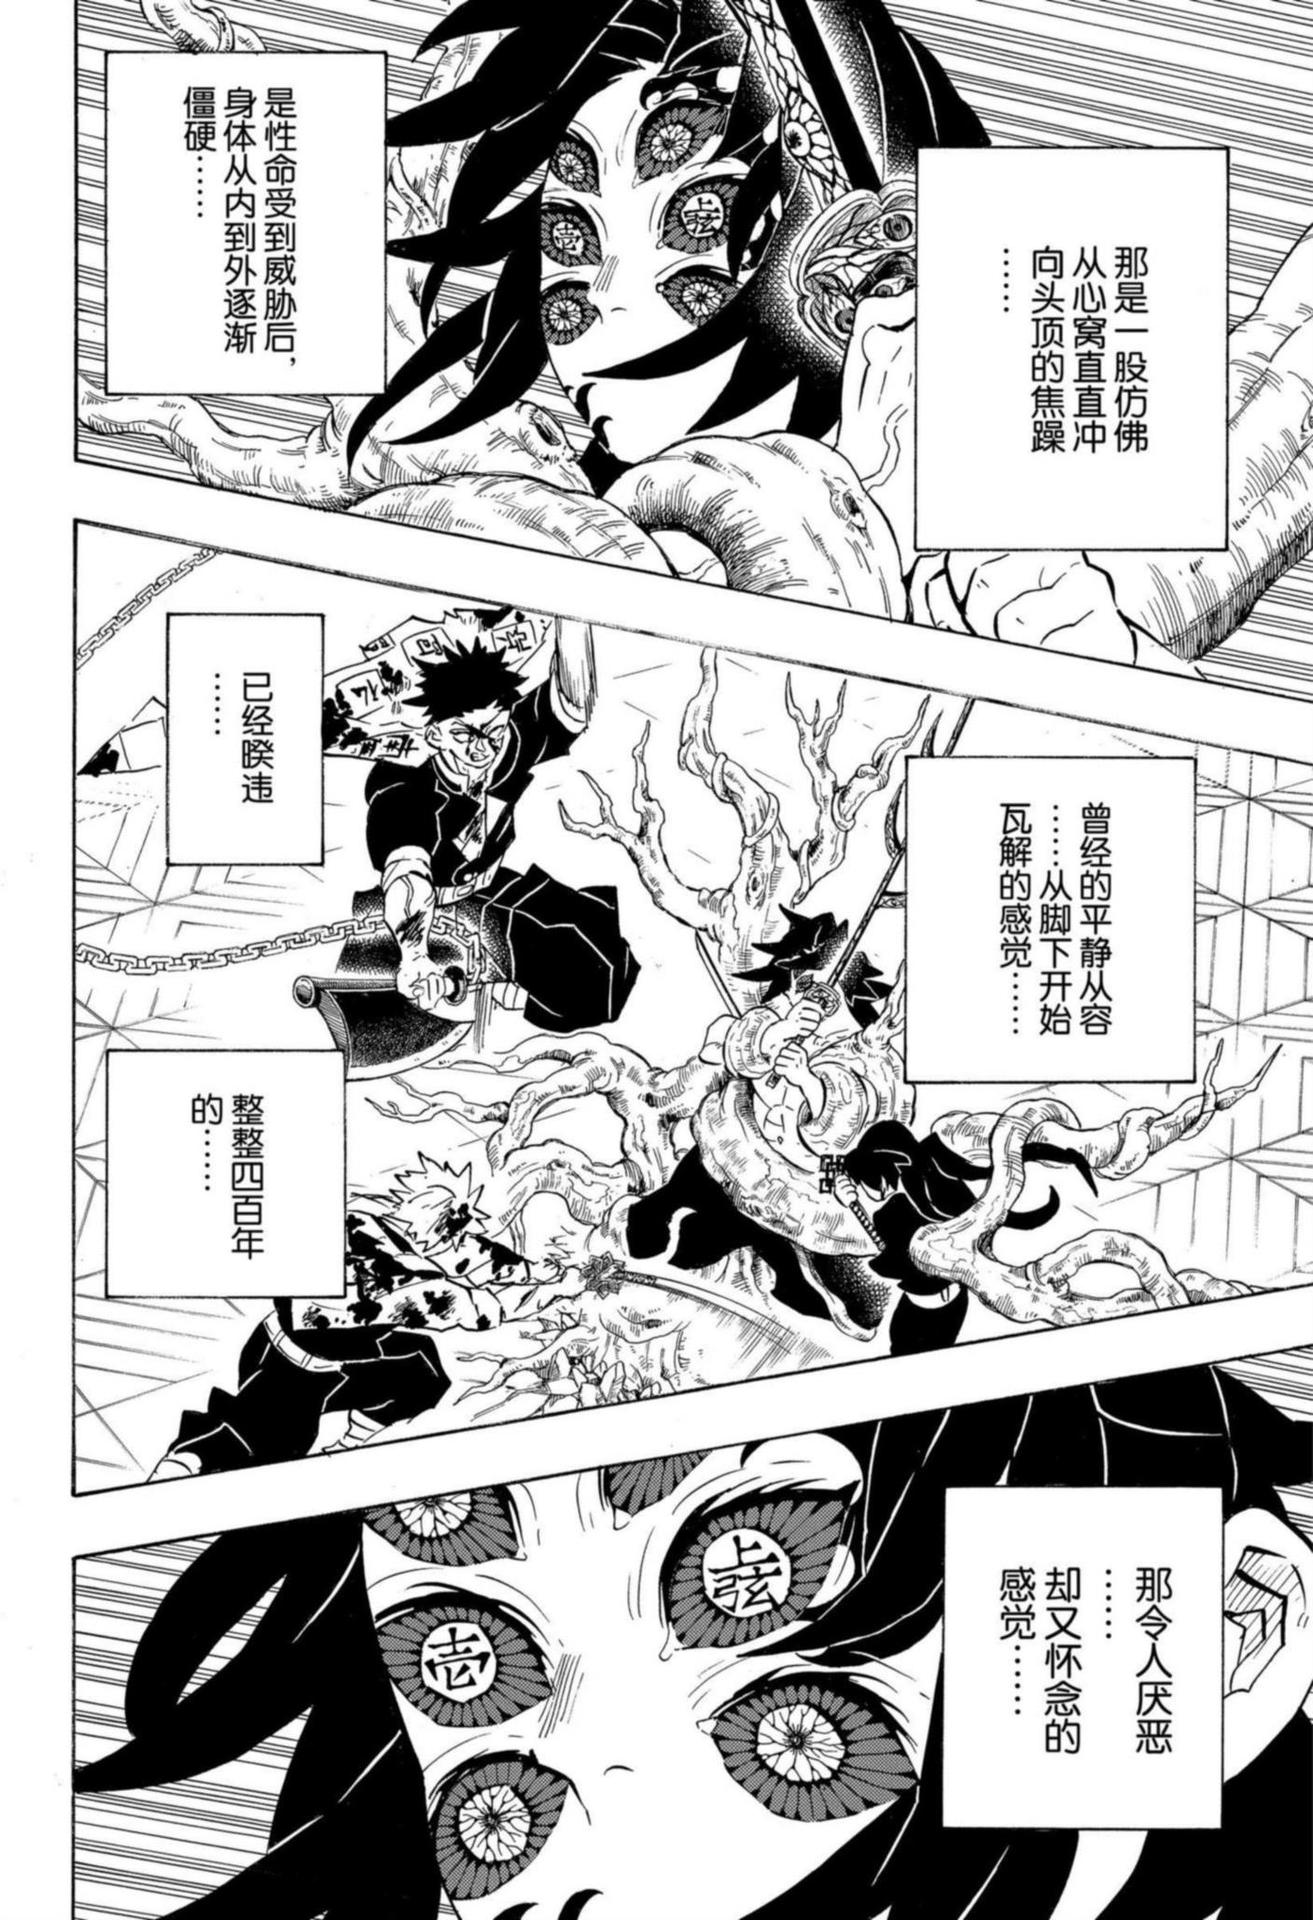 那是一股仿佛
从心窝直直冲
向头顶的焦躁
……
是性命受到威胁后，
身体从内到外逐渐
僵硬……
上弦
壱
曾经的平静从容
……从脚下开始
瓦解的感觉……
已经睽违
……
整整四百年
的……
那令人厌恶
……
却又怀念的
感觉……
上弦
壱